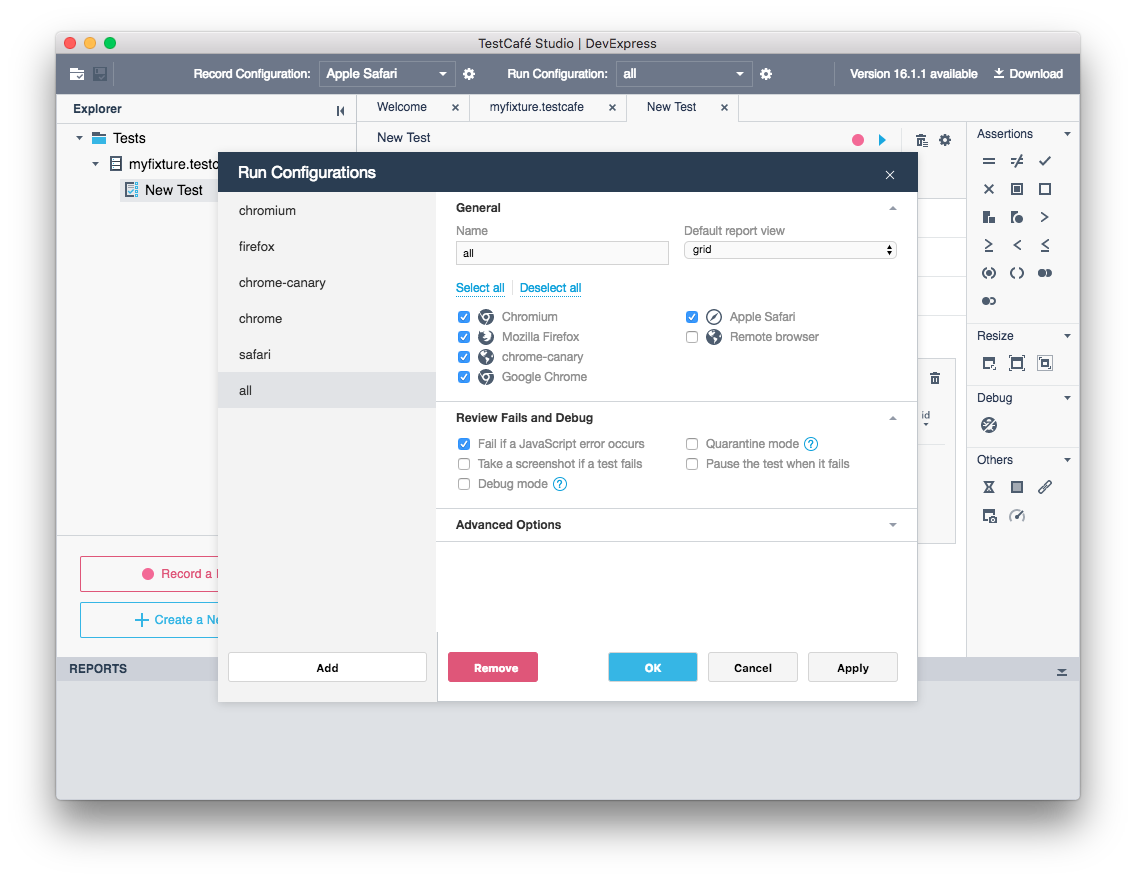 TestCafé Studio | DevExpress
Record Configuration: Apple Safari Run Configuration: all Version 16.1.1 available Download
Explorer
Welcome × myfixture.testcafe × New Test ×
Tests
myfixture.testc
New Test
New Test
Assertions
Run Configurations
chromium
firefox
chrome-canary
chrome
safari
all
General
Name
all
Default report view
grid
Select all Deselect all
Chromium
Mozilla Firefox
chrome-canary
Google Chrome
Apple Safari
Remote browser
Review Fails and Debug
Fail if a JavaScript error occurs
Take a screenshot if a test fails
Debug mode ?
Quarantine mode ?
Pause the test when it fails
Advanced Options
Add
Remove
OK
Cancel
Apply
id
Resize
Debug
Others
Record a
Create a Ne
REPORTS